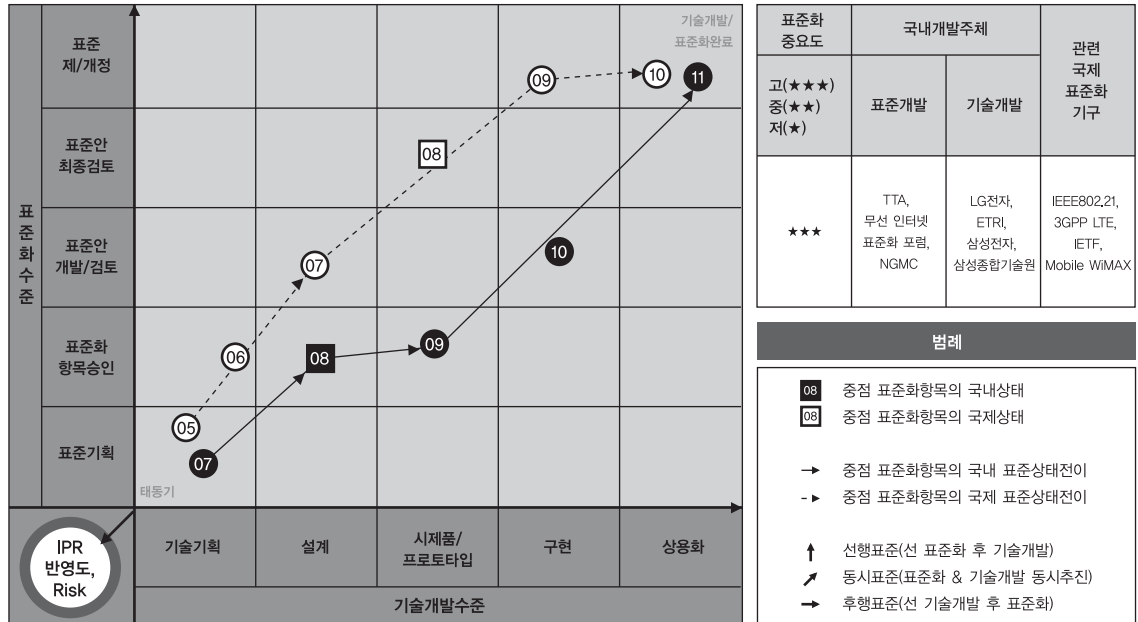 기술개발/
표준화완료
표준
제/개정
표준안
최종검토
표준안
개발/검토
표준화
항목승인
표준기획
표준화수준
09
10
11
08
07
10
06
08
09
05
07
태동기
IPR
반영도,
Risk
기술기획
설계
시제품/
프로토타입
구현
상용화
기술개발수준
표준화
중요도
국내개발주체
관련
국제
표준화
기구
고(★★★)
중(★★)
저(★)
표준개발
기술개발
★★★
TTA,
무선 인터넷
표준화 포럼,
NGMC
LG전자,
ETRI,
삼성전자,
삼성종합기술원
IEEE802.21,
3GPP LTE,
IETF,
Mobile WiMAX
범례
08 중점 표준화항목의 국내상태
08 중점 표준화항목의 국제상태
중점 표준화항목의 국내 표준상태전이
중점 표준화항목의 국제 표준상태전이
선행표준(선 표준화 후 기술개발)
동시표준(표준화 & 기술개발 동시추진)
후행표준(선 기술개발 후 표준화)